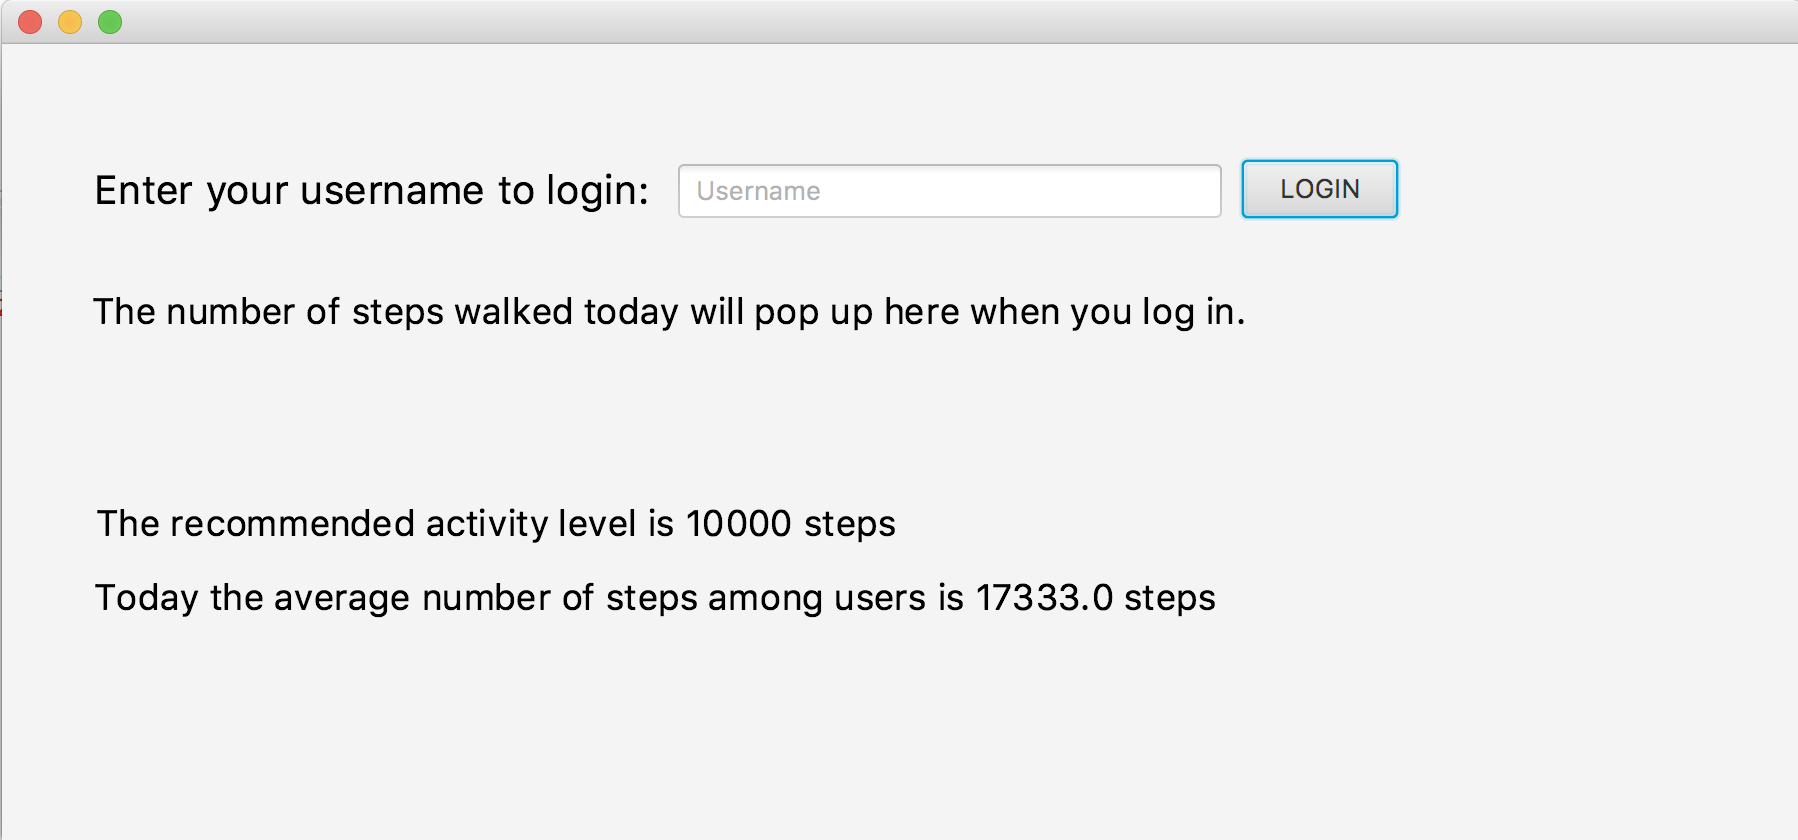 Enter your username to login: Username LOGIN
The number of steps walked today will pop up here when you log in.
The recommended activity level is 10000 steps
Today the average number of steps among users is 17333.0 steps